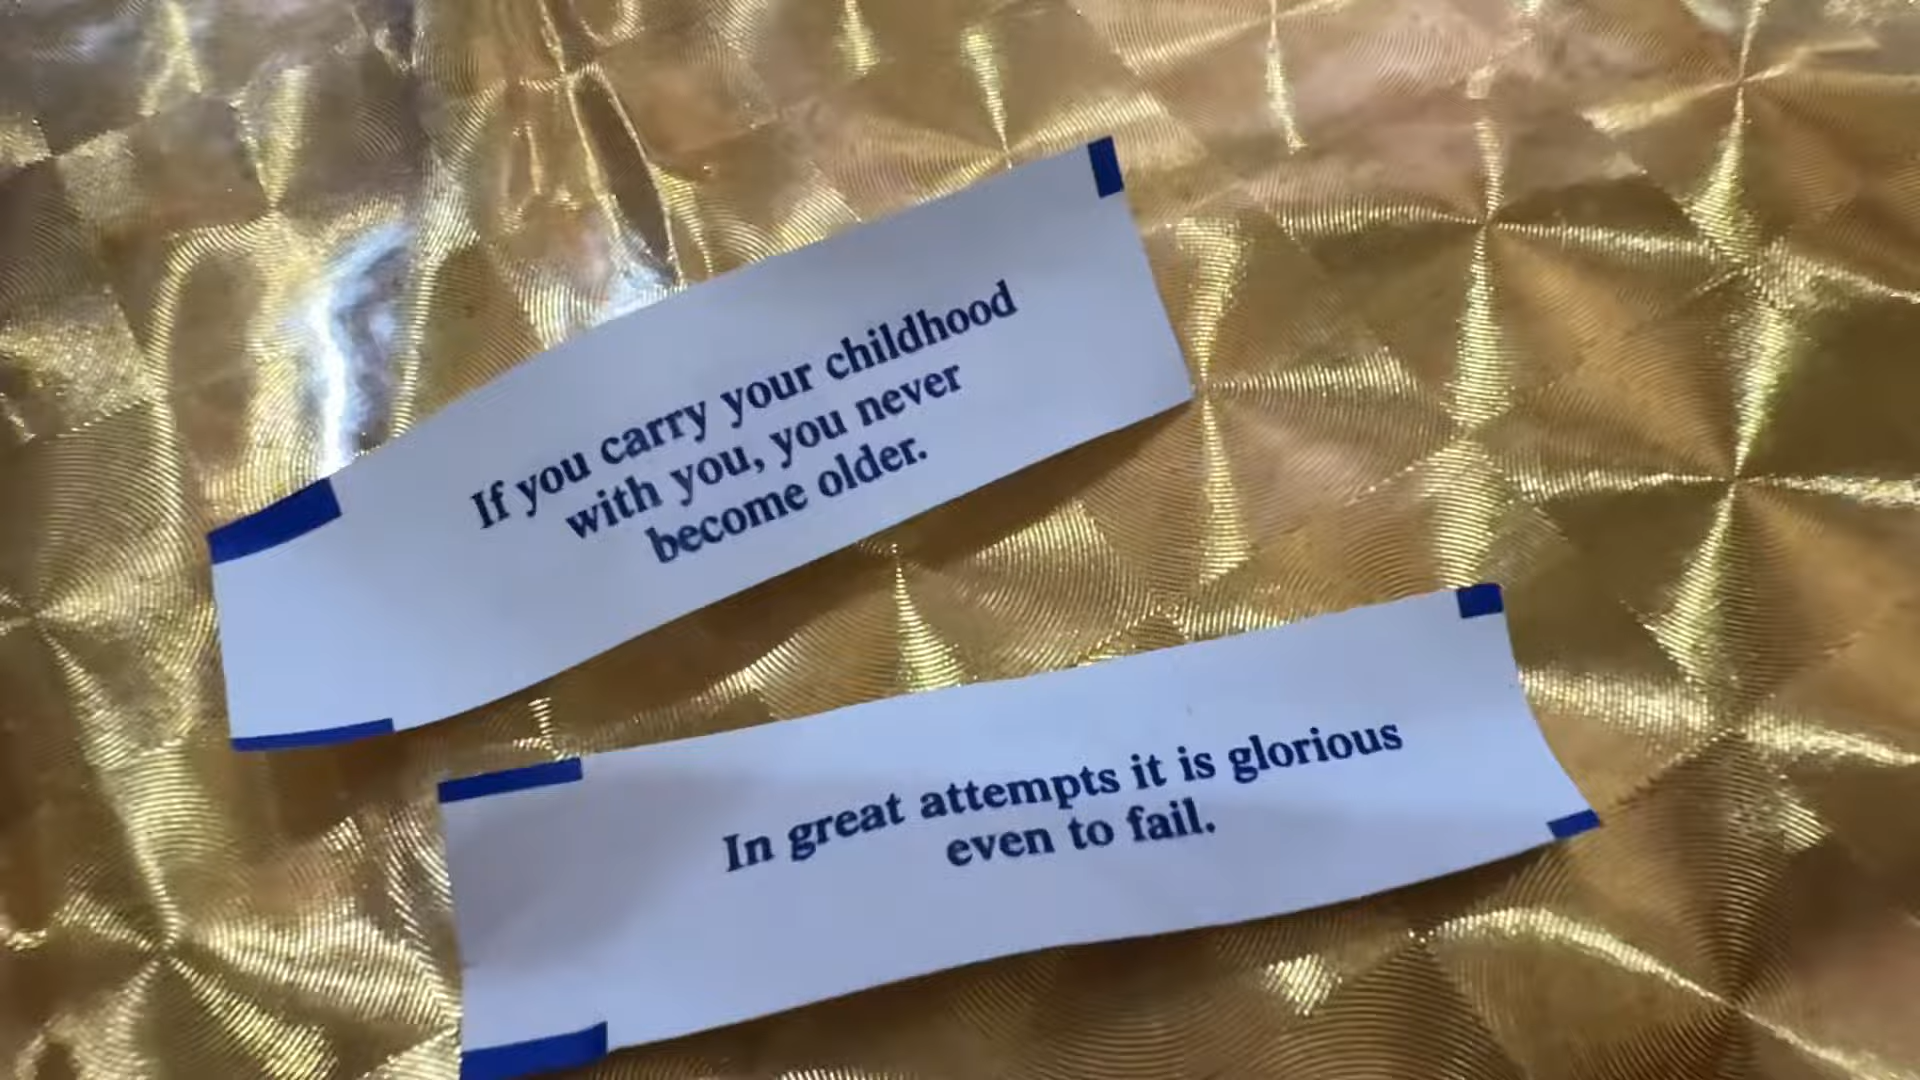 If you carry your childhood
with you, you never
become older.
In great attempts it is glorious
even to fail.